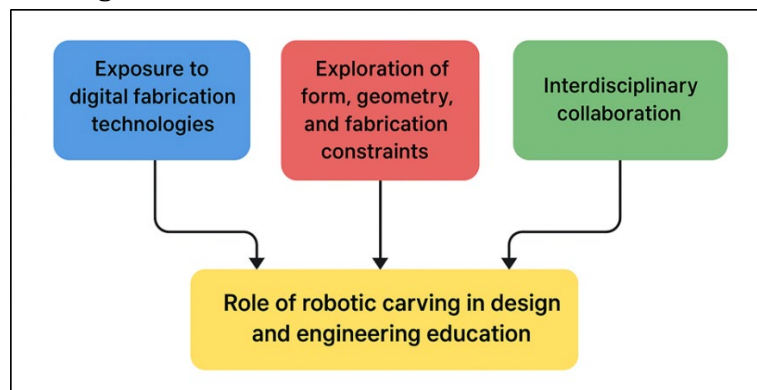 Exposure to
digital fabrication
technologies
Exploration of
form, geometry,
and fabrication
constraints
Interdisciplinary
collaboration
Role of robotic carving in design
and engineering education